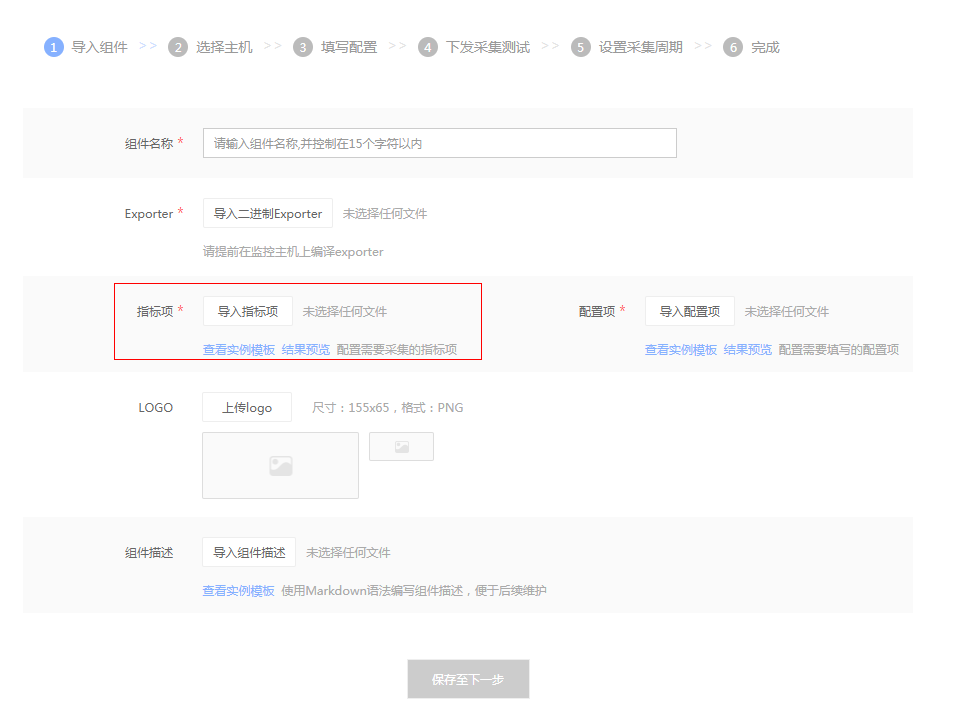 1 导入组件 >> 2 选择主机 >> 3 填写配置 >> 4 下发采集测试 >> 5 设置采集周期 >> 6 完成
组件名称 * 请输入组件名称,并控制在15个字符以内
Exporter * 导入二进制Exporter 未选择任何文件
请提前在监控主机上编译exporter
指标项 * 导入指标项 未选择任何文件 配置项 * 导入配置项 未选择任何文件
查看实例模板 结果预览 配置需要采集的指标项 查看实例模板 结果预览 配置需要填写的配置项
LOGO 上传logo 尺寸：155x65，格式：PNG
组件描述 导入组件描述 未选择任何文件
查看实例模板 使用Markdown语法编写组件描述，便于后续维护
保存至下一步